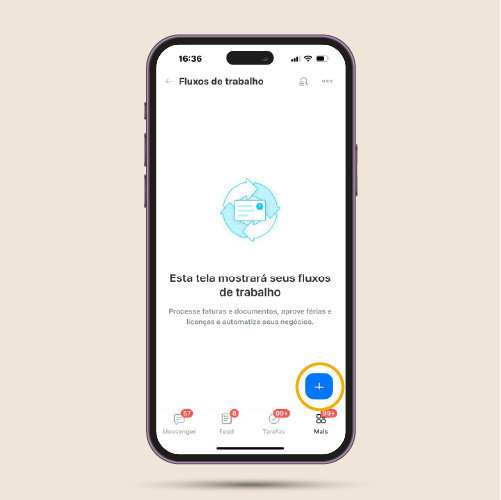 16:36
Fluxos de trabalho
Esta tela mostrará seus fluxos
de trabalho
Processe faturas e documentos, aprove férias e
licenças e automatize seus negócios.
57
8
99+
99+
Messenger
Feed
Tarefas
Mais